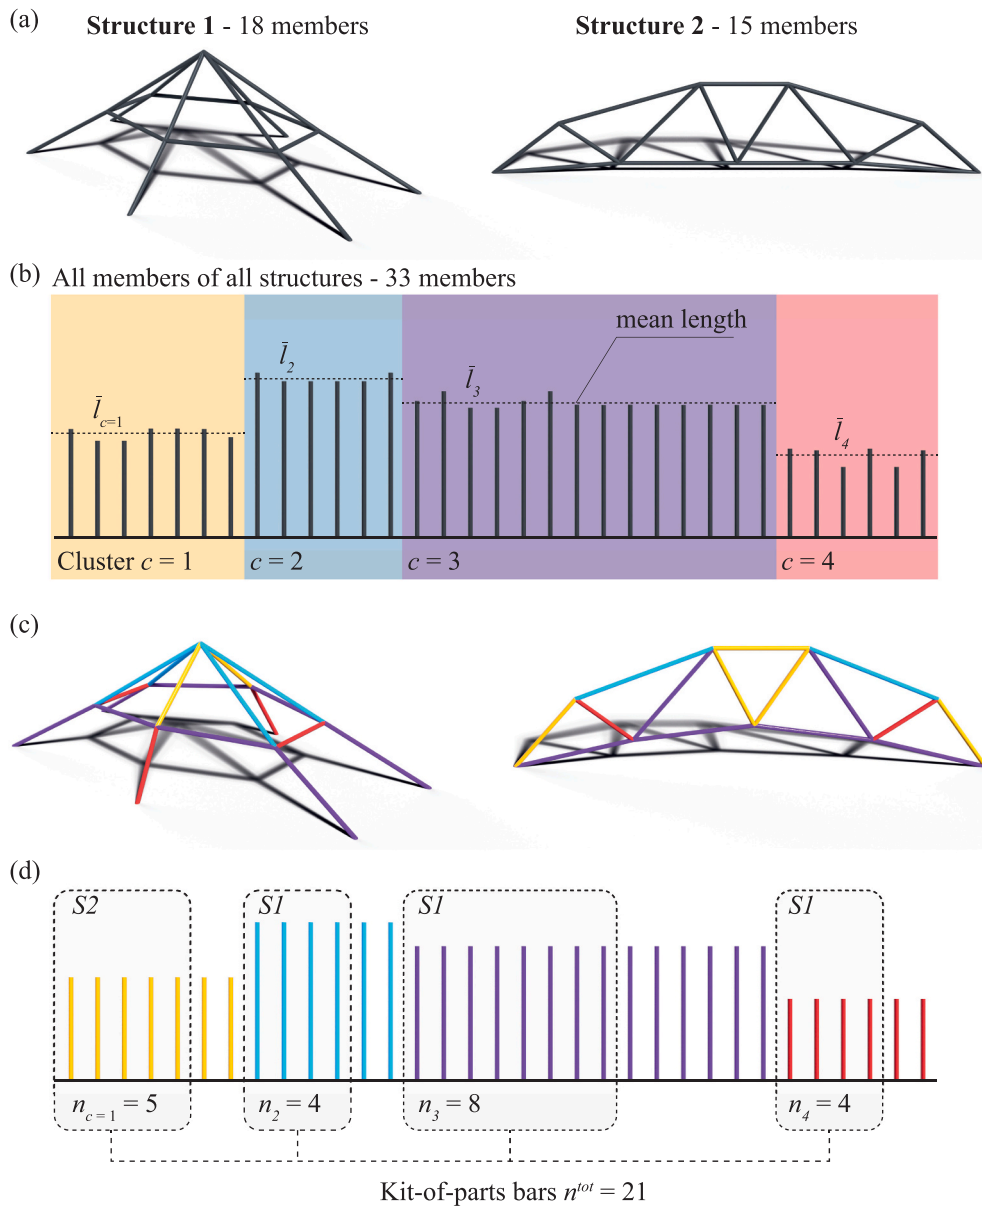 (a)
Structure 1 - 18 members
Structure 2 - 15 members
(b)
All members of all structures - 33 members
mean length
l̄c=1
l̄2
l̄3
l̄4
Cluster c = 1
c = 2
c = 3
c = 4
(c)
(d)
S2
S1
S1
S1
nc = 1 = 5
n2 = 4
n3 = 8
n4 = 4
Kit-of-parts bars ntot = 21